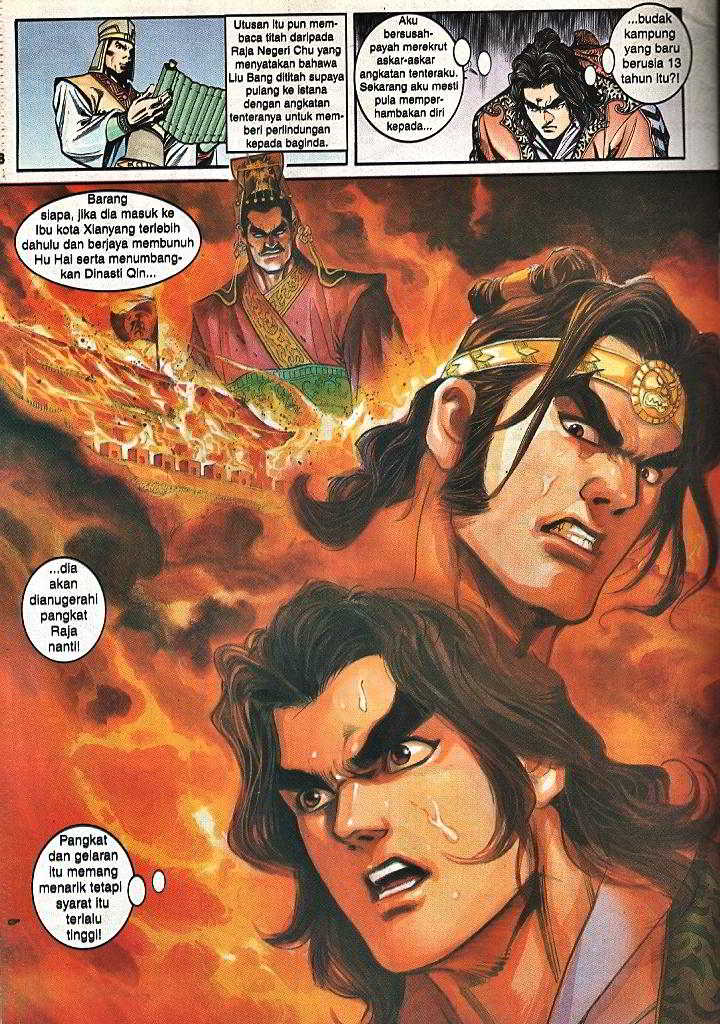 Utusan itu pun mem-
baca titah daripada
Raja Negeri Chu yang
menyatakan bahawa
Liu Bang dititah supaya
pulang ke istana
dengan angkatan
tenteranya untuk mem-
beri perlindungan
kepada baginda.
Aku
bersusah-
payah merekrut
askar-askar
angkatan tenteraku.
Sekarang aku mesti
pula memper-
hambakan diri
kepada...
...budak
kampung
yang baru
berusia 13
tahun itu?!
Barang
siapa, jika dia masuk ke
Ibu kota Xianyang terlebih
dahulu dan berjaya membunuh
Hu Hai serta menumbang-
kan Dinasti Qin...
...dia
akan
dianugerahi
pangkat
Raja
nanti!
Pangkat
dan gelaran
itu memang
menarik tetapi
syarat itu
terlalu
tinggi!